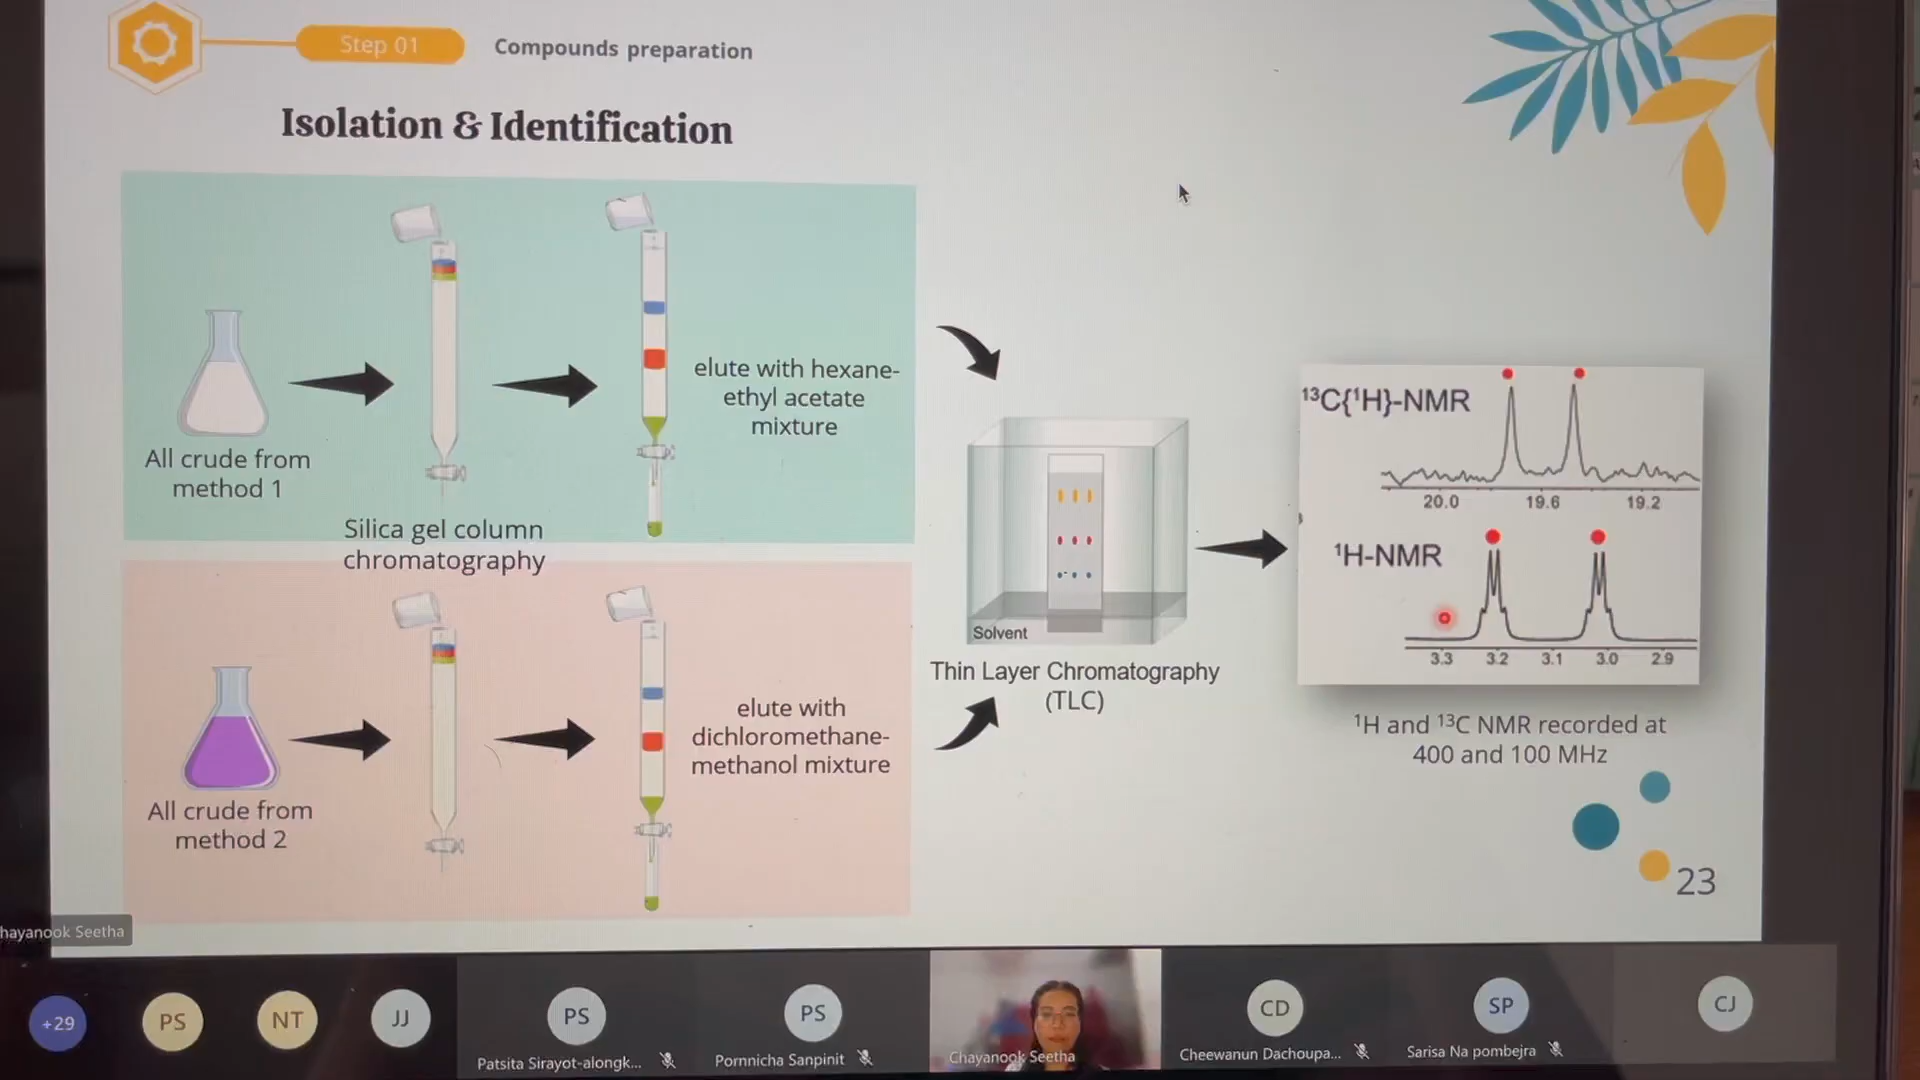 Step 01
Compounds preparation
Isolation & Identification
All crude from
method 1
Silica gel column
chromatography
elute with hexane-
ethyl acetate
mixture
All crude from
method 2
elute with
dichloromethane-
methanol mixture
Solvent
Thin Layer Chromatography
(TLC)
¹³C{¹H}-NMR
20.0 19.6 19.2
¹H-NMR
3.3 3.2 3.1 3.0 2.9
¹H and ¹³C NMR recorded at
400 and 100 MHz
23
hayanook Seetha
+29
PS
NT
JJ
PS
Patsita Sirayot-alongk...
PS
Pornnicha Sanpinit
Chayanook Seetha
CD
Cheewanun Dachoupa...
SP
Sarisa Na pombejra
CJ